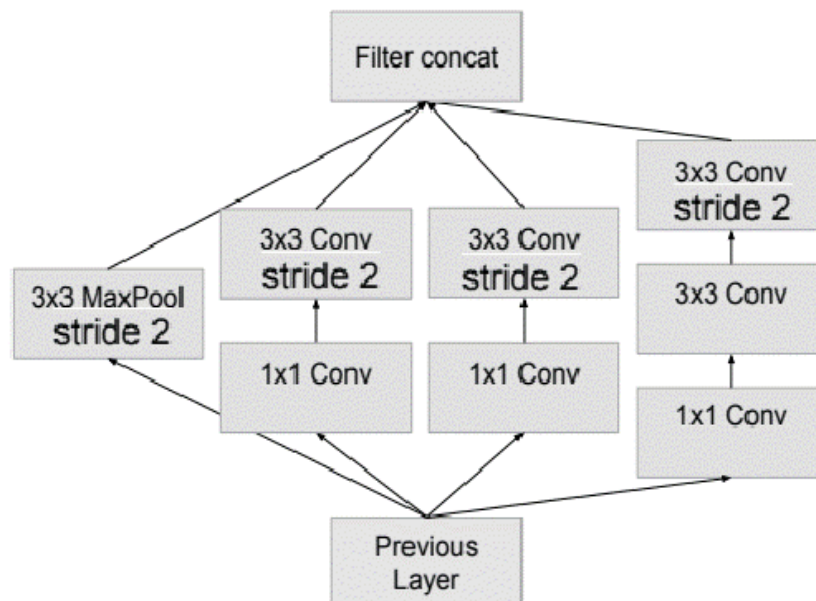 Filter concat
3x3 Conv
stride 2
3x3 Conv
stride 2
3x3 Conv
stride 2
3x3 MaxPool
stride 2
3x3 Conv
1x1 Conv
1x1 Conv
1x1 Conv
Previous
Layer